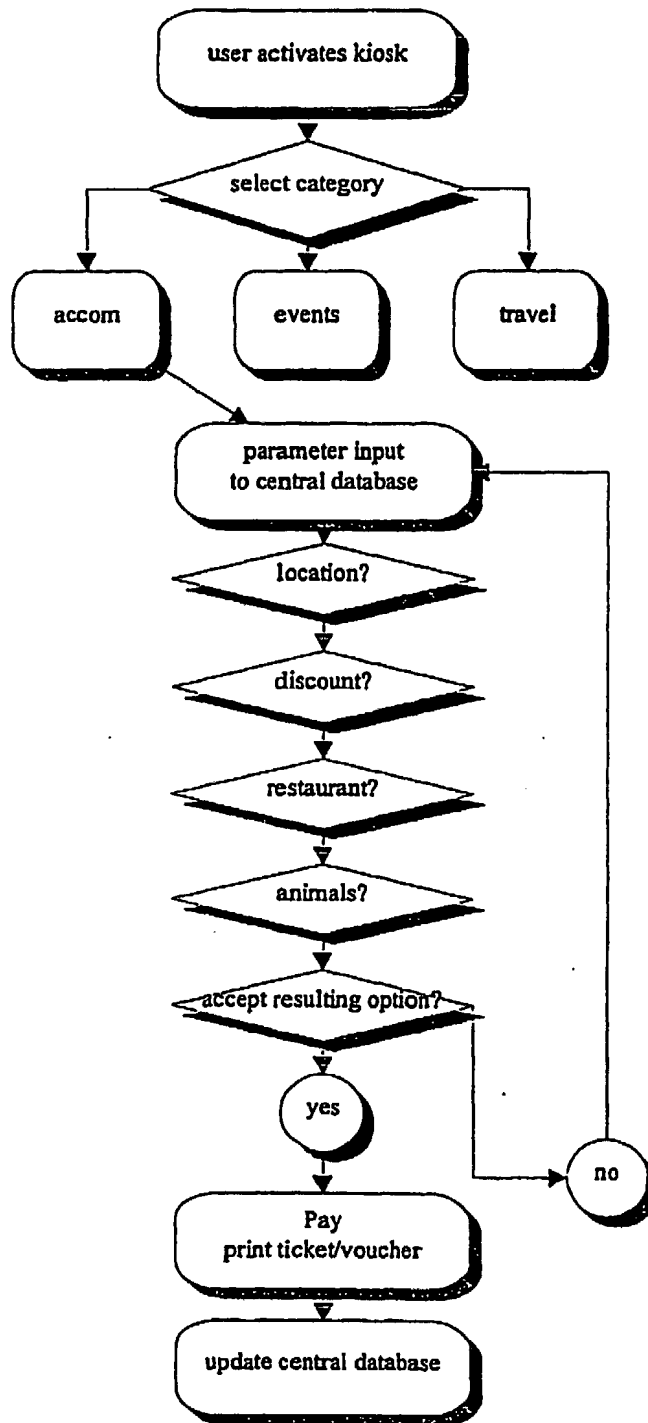 user activates kiosk
select category
accom
events
travel
parameter input
to central database
location?
discount?
restaurant?
animals?
accept resulting option?
yes
no
Pay
print ticket/voucher
update central database